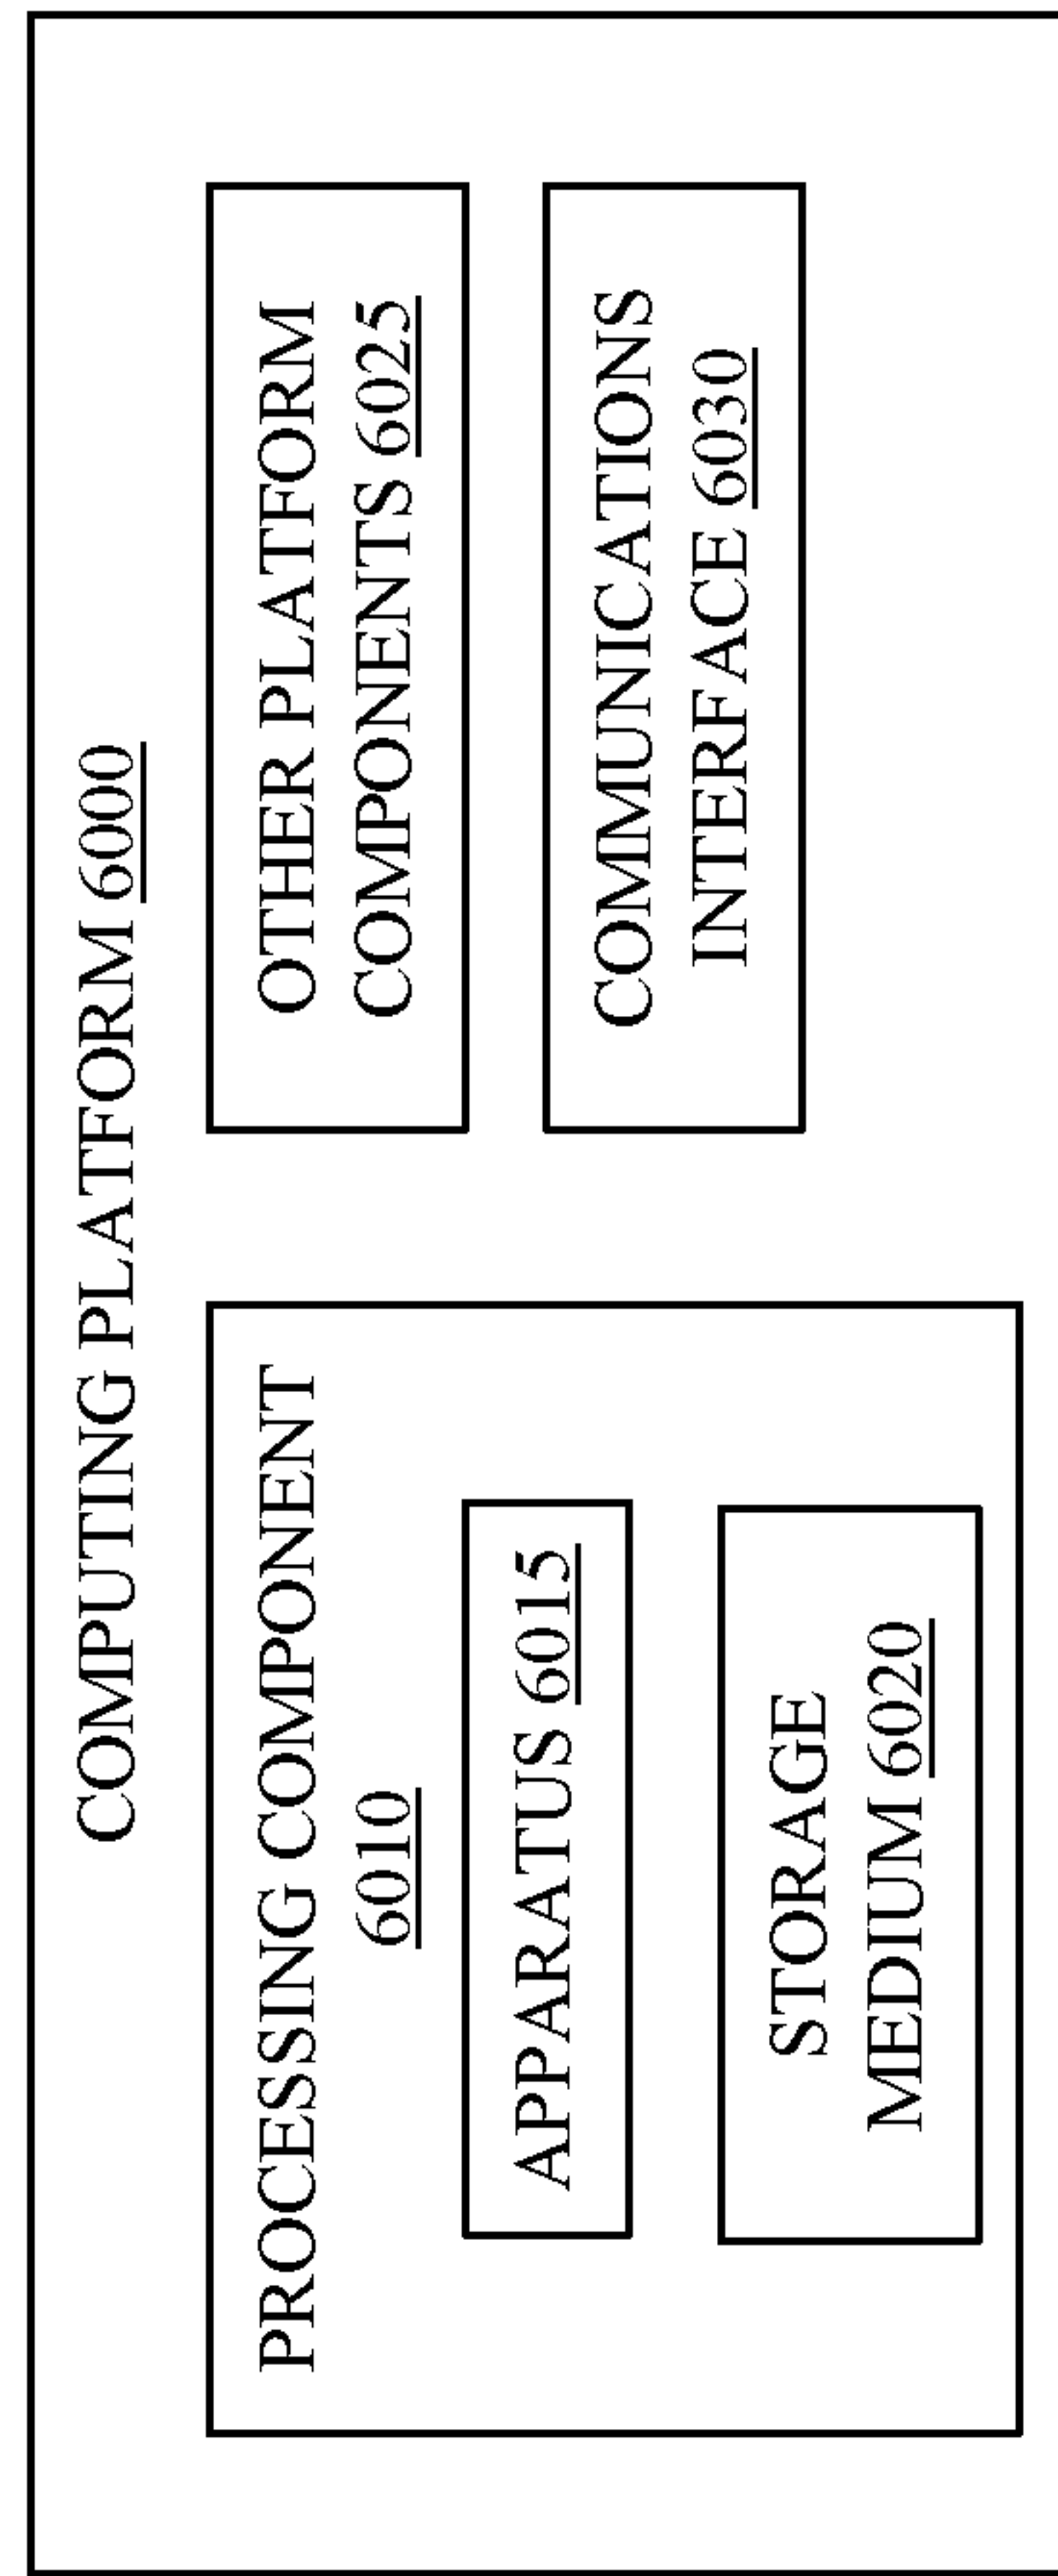 COMPUTING PLATFORM 6000
PROCESSING COMPONENT
6010
APPARATUS 6015
STORAGE
MEDIUM 6020
OTHER PLATFORM
COMPONENTS 6025
COMMUNICATIONS
INTERFACE 6030